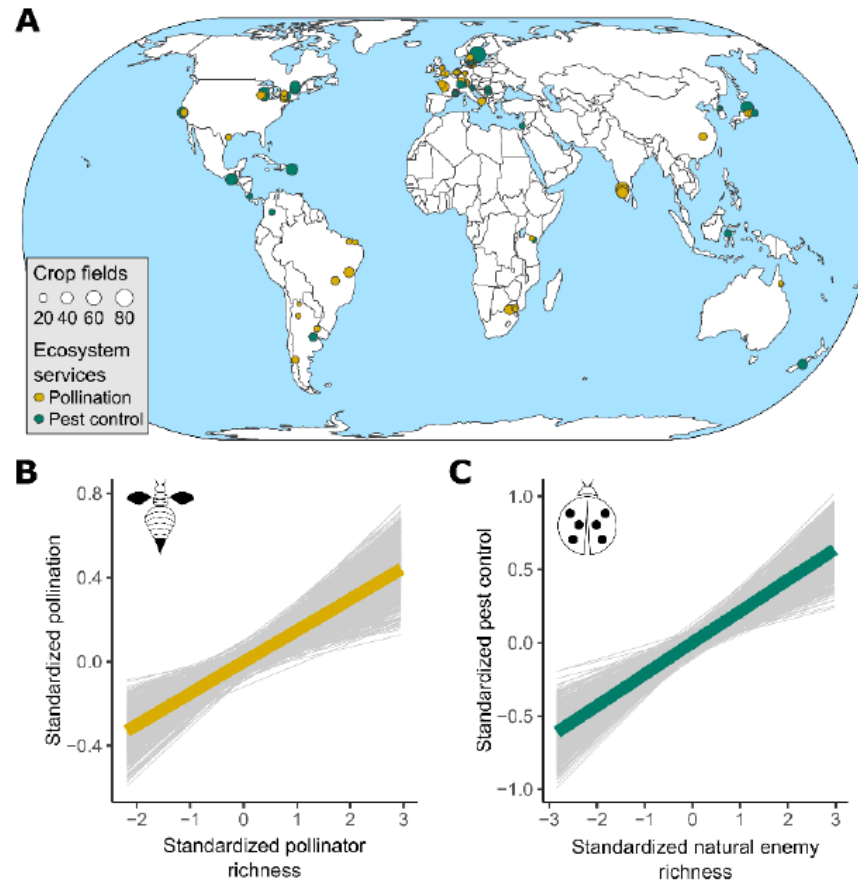 A
Crop fields
20 40 60 80
Ecosystem
services
Pollination
Pest control
B
0.8
0.4
0.0
−0.4
Standardized pollination
−2 −1 0 1 2 3
Standardized pollinator
richness
C
1.0
0.5
0.0
−0.5
−1.0
Standardized pest control
−3 −2 −1 0 1 2 3
Standardized natural enemy
richness